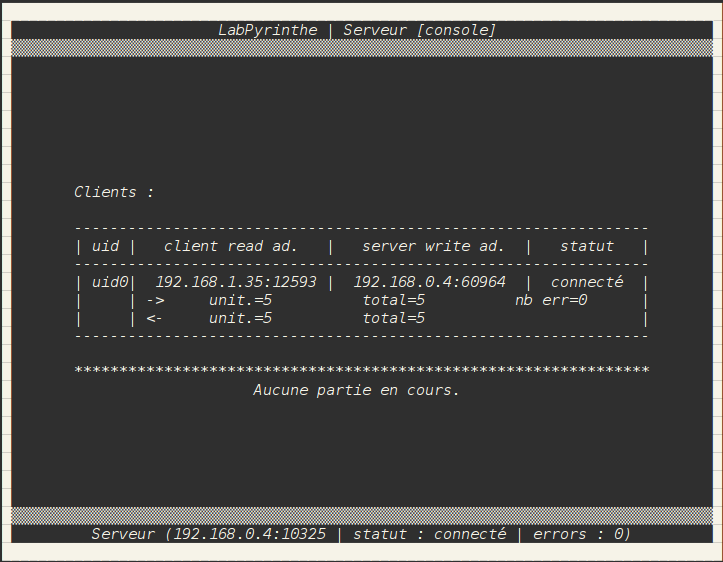 LabPyrinthe | Serveur [console]
Clients :
----------------------------------------------------------------
| uid |   client read ad.   |   server write ad.  |   statut   |
----------------------------------------------------------------
| uid0|  192.168.1.35:12593 |  192.168.0.4:60964  |  connecté  |
|     | ->     unit.=5          total=5          nb err=0      |
|     | <-     unit.=5          total=5                        |
----------------------------------------------------------------
****************************************************************
Aucune partie en cours.
Serveur (192.168.0.4:10325 | statut : connecté | errors : 0)